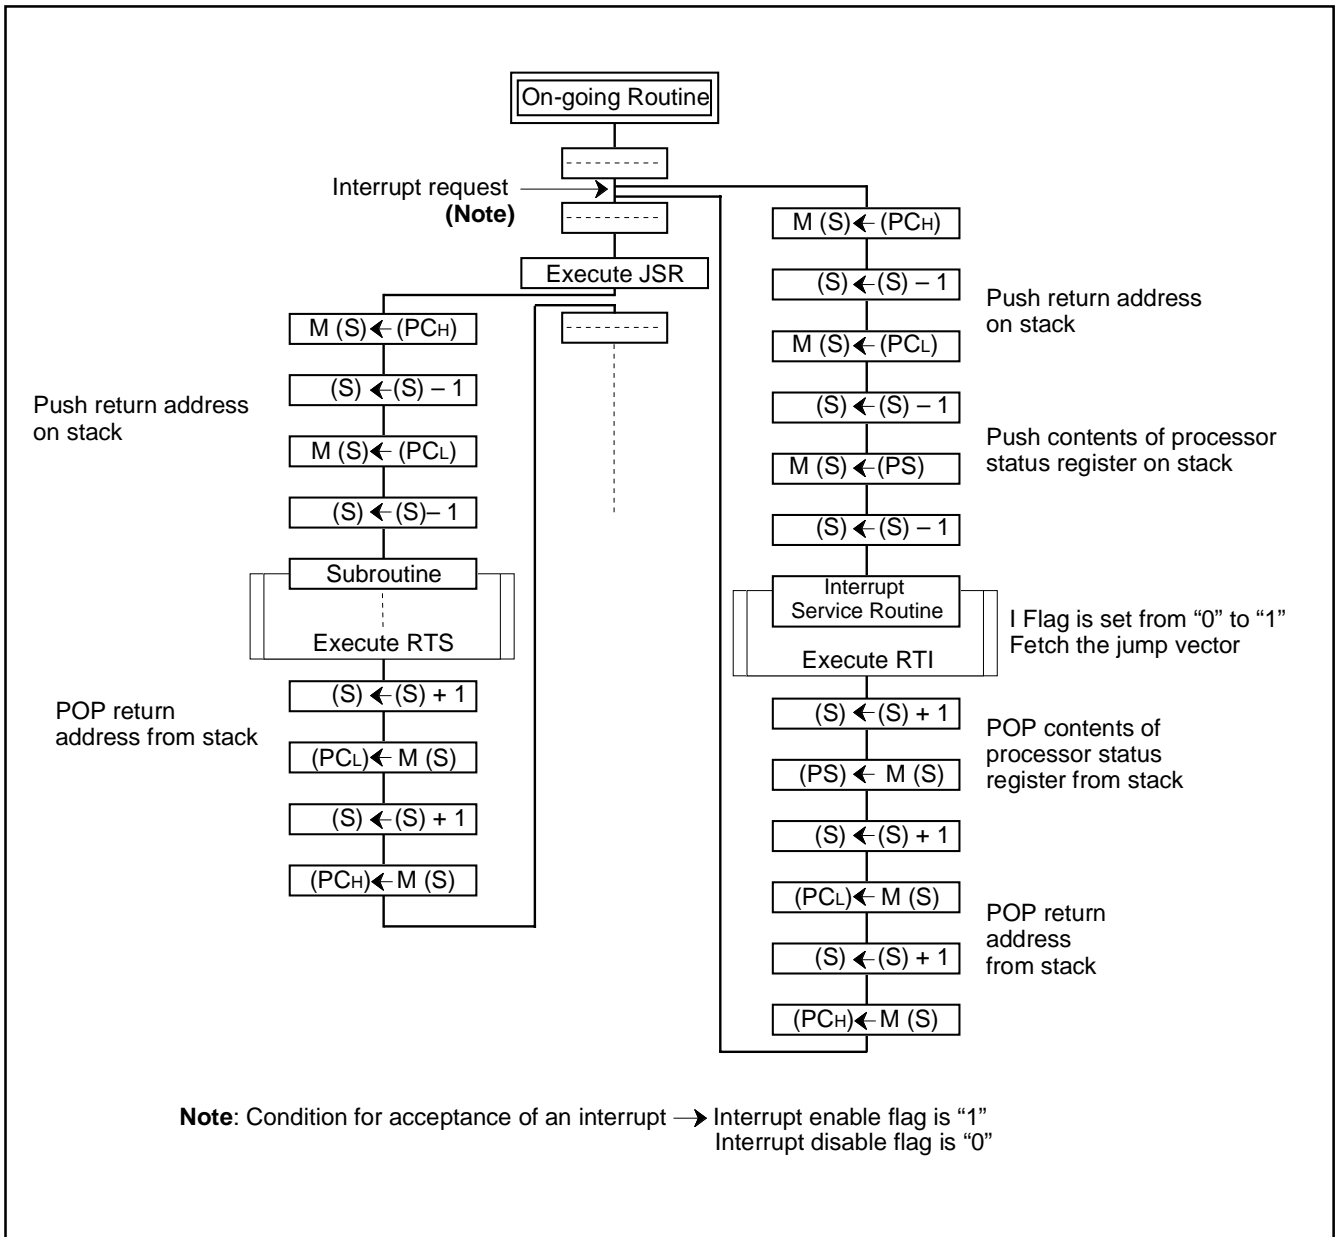 On-going Routine
Interrupt request
(Note)
Execute JSR
M (S) ← (PCH)
(S) ← (S) – 1
M (S) ← (PCL)
(S) ← (S)– 1
Push return address
on stack
Subroutine
Execute RTS
POP return
address from stack
(S) ← (S) + 1
(PCL) ← M (S)
(S) ← (S) + 1
(PCH) ← M (S)
M (S) ← (PCH)
(S) ← (S) – 1
M (S) ← (PCL)
(S) ← (S) – 1
Push return address
on stack
M (S) ← (PS)
(S) ← (S) – 1
Push contents of processor
status register on stack
Interrupt
Service Routine
Execute RTI
I Flag is set from “0” to “1”
Fetch the jump vector
(S) ← (S) + 1
(PS) ← M (S)
POP contents of
processor status
register from stack
(S) ← (S) + 1
(PCL) ← M (S)
(S) ← (S) + 1
(PCH) ← M (S)
POP return
address
from stack
Note: Condition for acceptance of an interrupt → Interrupt enable flag is “1”
Interrupt disable flag is “0”